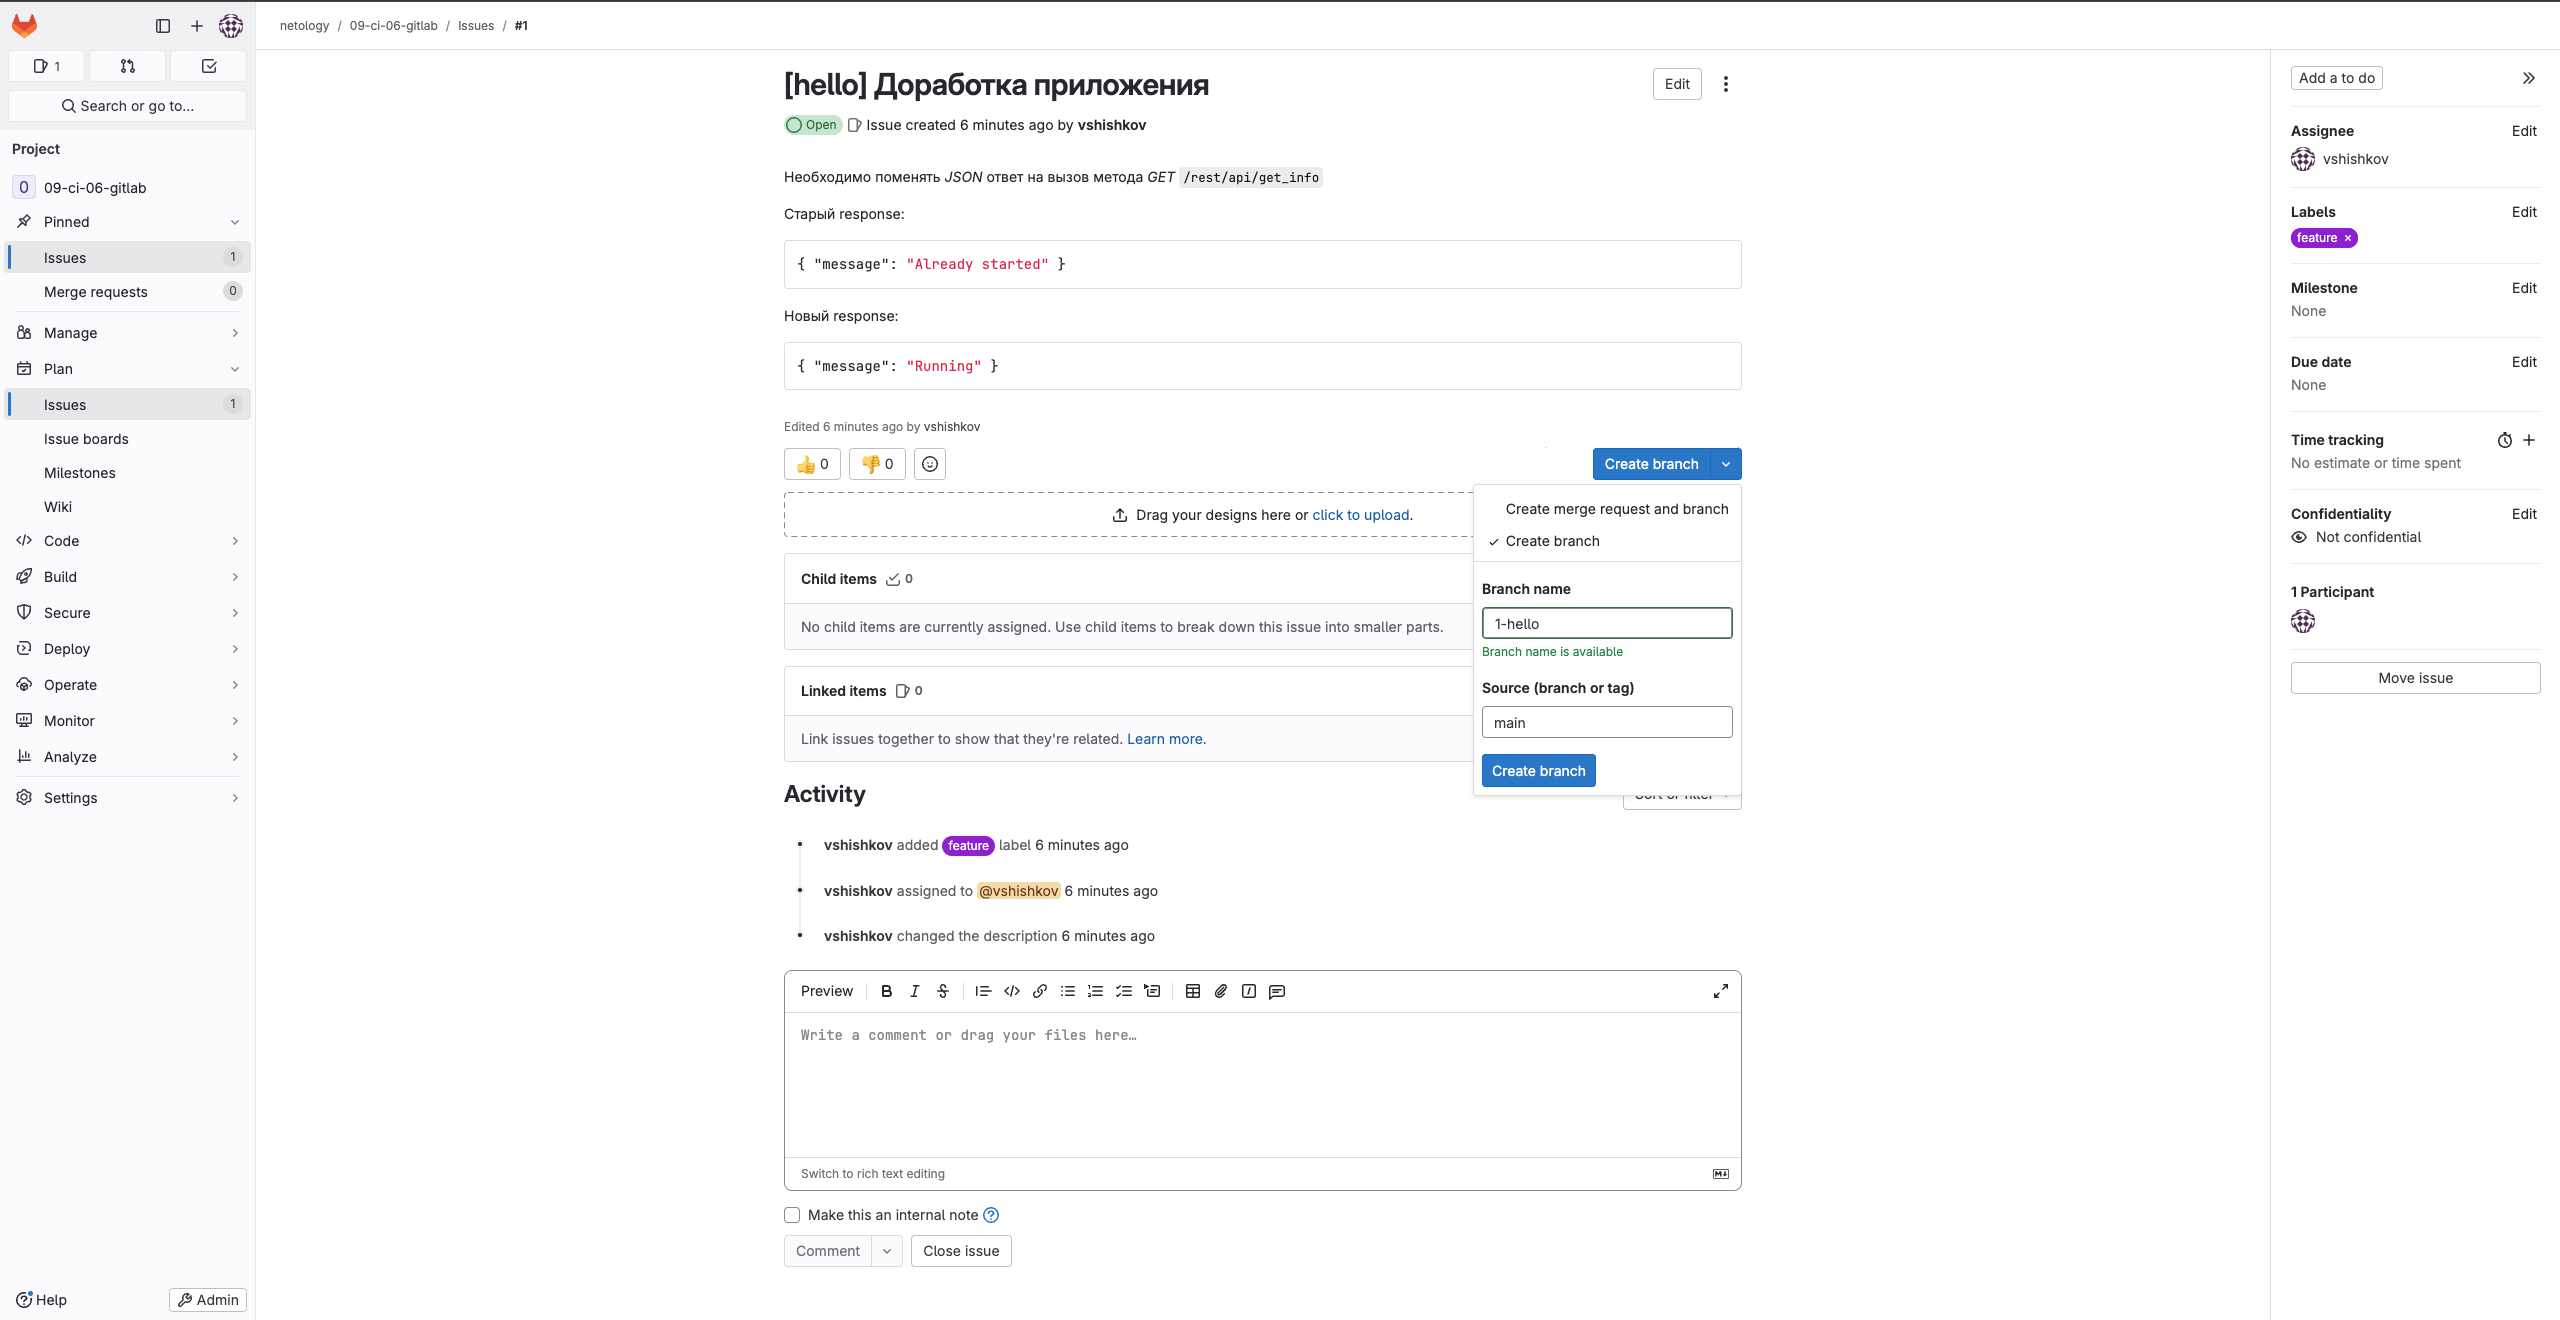 netology / 09-ci-06-gitlab / Issues / #1
1
Search or go to...
Project
0 09-ci-06-gitlab
Pinned
Issues 1
Merge requests 0
Manage
Plan
Issues 1
Issue boards
Milestones
Wiki
Code
Build
Secure
Deploy
Operate
Monitor
Analyze
Settings
Help
Admin
[hello] Доработка приложения
Edit
Open Issue created 6 minutes ago by vshishkov
Необходимо поменять JSON ответ на вызов метода GET /rest/api/get_info
Старый response:
{ "message": "Already started" }
Новый response:
{ "message": "Running" }
Edited 6 minutes ago by vshishkov
👍 0 👎 0
Create branch
Drag your designs here or click to upload.
Create merge request and branch
Create branch
Branch name
1-hello
Branch name is available
Source (branch or tag)
main
Create branch
Child items 0
No child items are currently assigned. Use child items to break down this issue into smaller parts.
Linked items 0
Link issues together to show that they're related. Learn more.
Activity
Sort or filter
vshishkov added feature label 6 minutes ago
vshishkov assigned to @vshishkov 6 minutes ago
vshishkov changed the description 6 minutes ago
Preview
Write a comment or drag your files here…
Switch to rich text editing
Make this an internal note
Comment
Close issue
Add a to do
Assignee Edit
vshishkov
Labels Edit
feature ×
Milestone Edit
None
Due date Edit
None
Time tracking
No estimate or time spent
Confidentiality Edit
Not confidential
1 Participant
Move issue